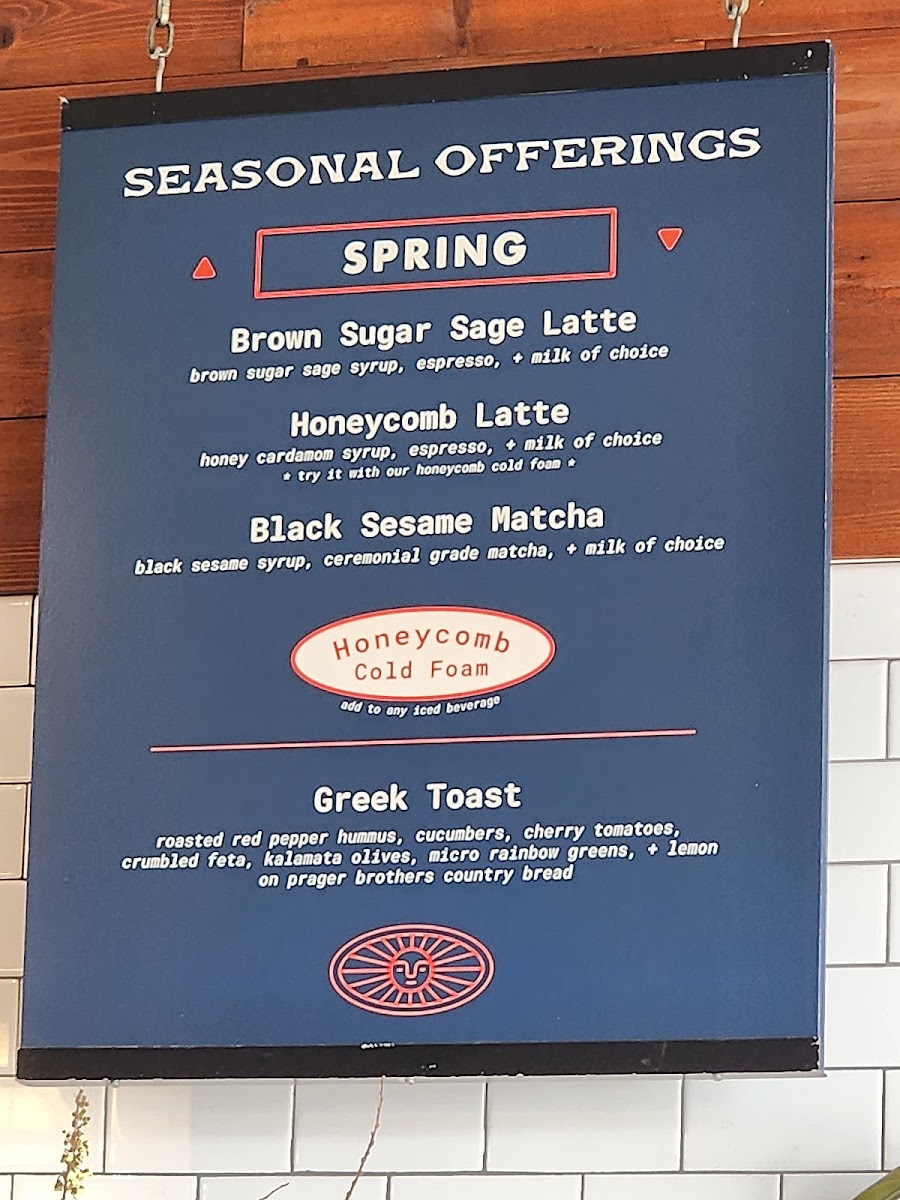 SEASONAL OFFERINGS
SPRING
Brown Sugar Sage Latte
brown sugar sage syrup, espresso, + milk of choice
Honeycomb Latte
honey cardamom syrup, espresso, + milk of choice
* try it with our honeycomb cold foam *
Black Sesame Matcha
black sesame syrup, ceremonial grade matcha, + milk of choice
Honeycomb
Cold Foam
add to any iced beverage
Greek Toast
roasted red pepper hummus, cucumbers, cherry tomatoes,
crumbled feta, kalamata olives, micro rainbow greens, + lemon
on prager brothers country bread